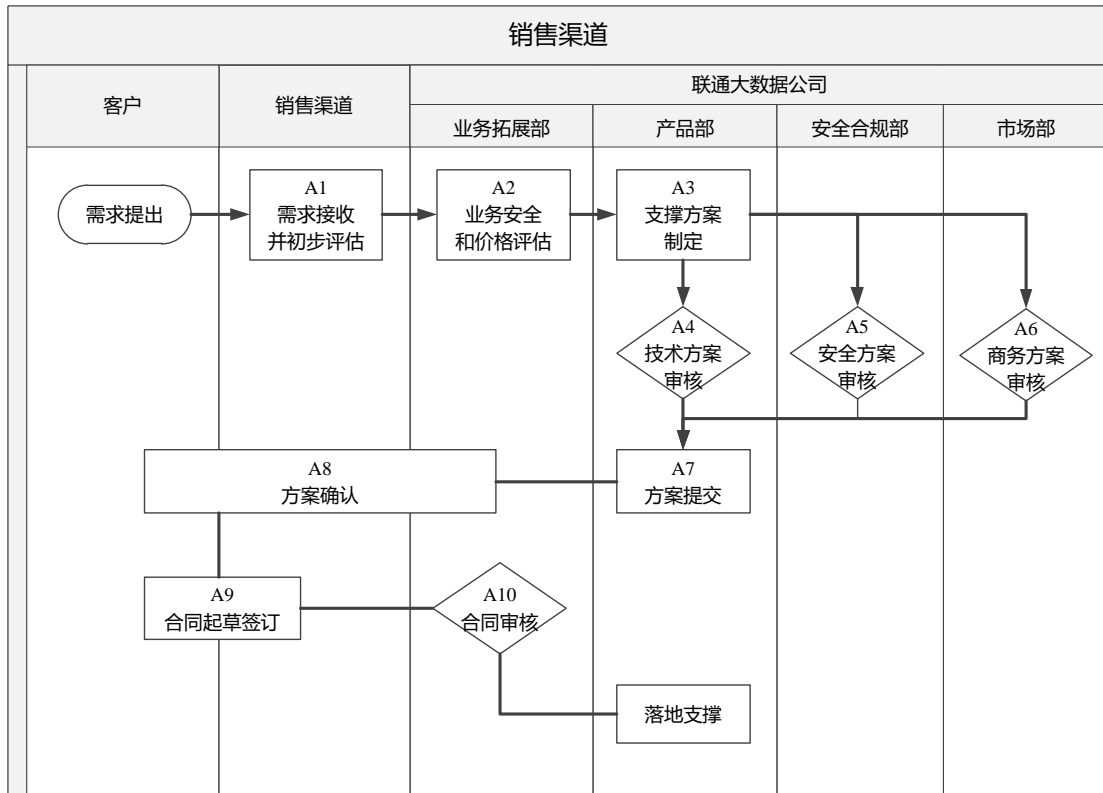 销售渠道
客户
销售渠道
联通大数据公司
业务拓展部
产品部
安全合规部
市场部
需求提出
A1
需求接收
并初步评估
A2
业务安全
和价格评估
A3
支撑方案
制定
A4
技术方案
审核
A5
安全方案
审核
A6
商务方案
审核
A8
方案确认
A7
方案提交
A9
合同起草签订
A10
合同审核
落地支撑